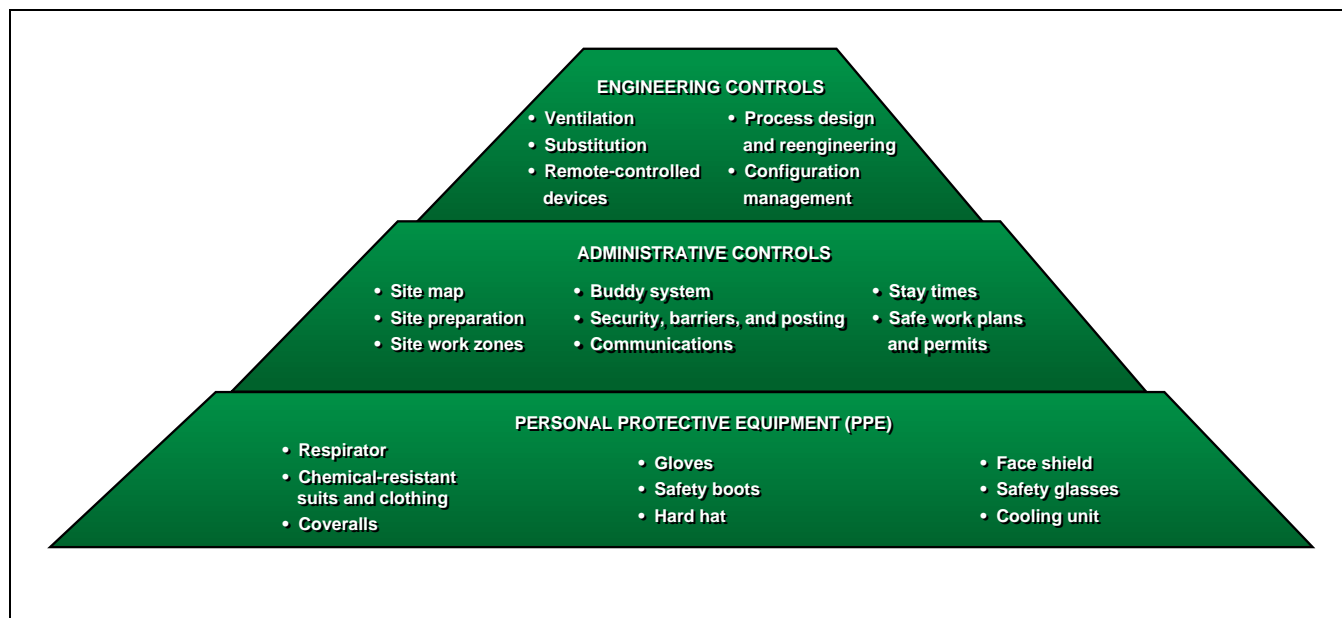 ENGINEERING CONTROLS
• Ventilation
• Substitution
• Remote-controlled
devices
• Process design
and reengineering
• Configuration
management
ADMINISTRATIVE CONTROLS
• Site map
• Site preparation
• Site work zones
• Buddy system
• Security, barriers, and posting
• Communications
• Stay times
• Safe work plans
and permits
PERSONAL PROTECTIVE EQUIPMENT (PPE)
• Respirator
• Chemical-resistant
suits and clothing
• Coveralls
• Gloves
• Safety boots
• Hard hat
• Face shield
• Safety glasses
• Cooling unit